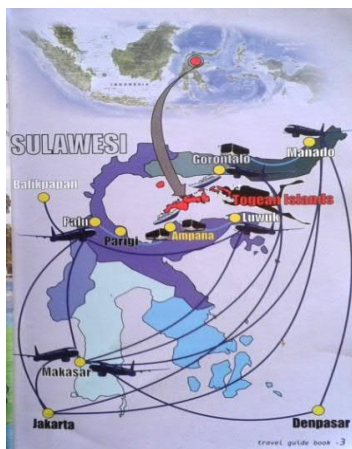 INDONESIA
SULAWESI
Gorontalo
Manado
Balikpapan
Togean Islands
Palu
Luwuk
Parigi
Ampana
Makasar
Jakarta
Denpasar
travel guide book - 3